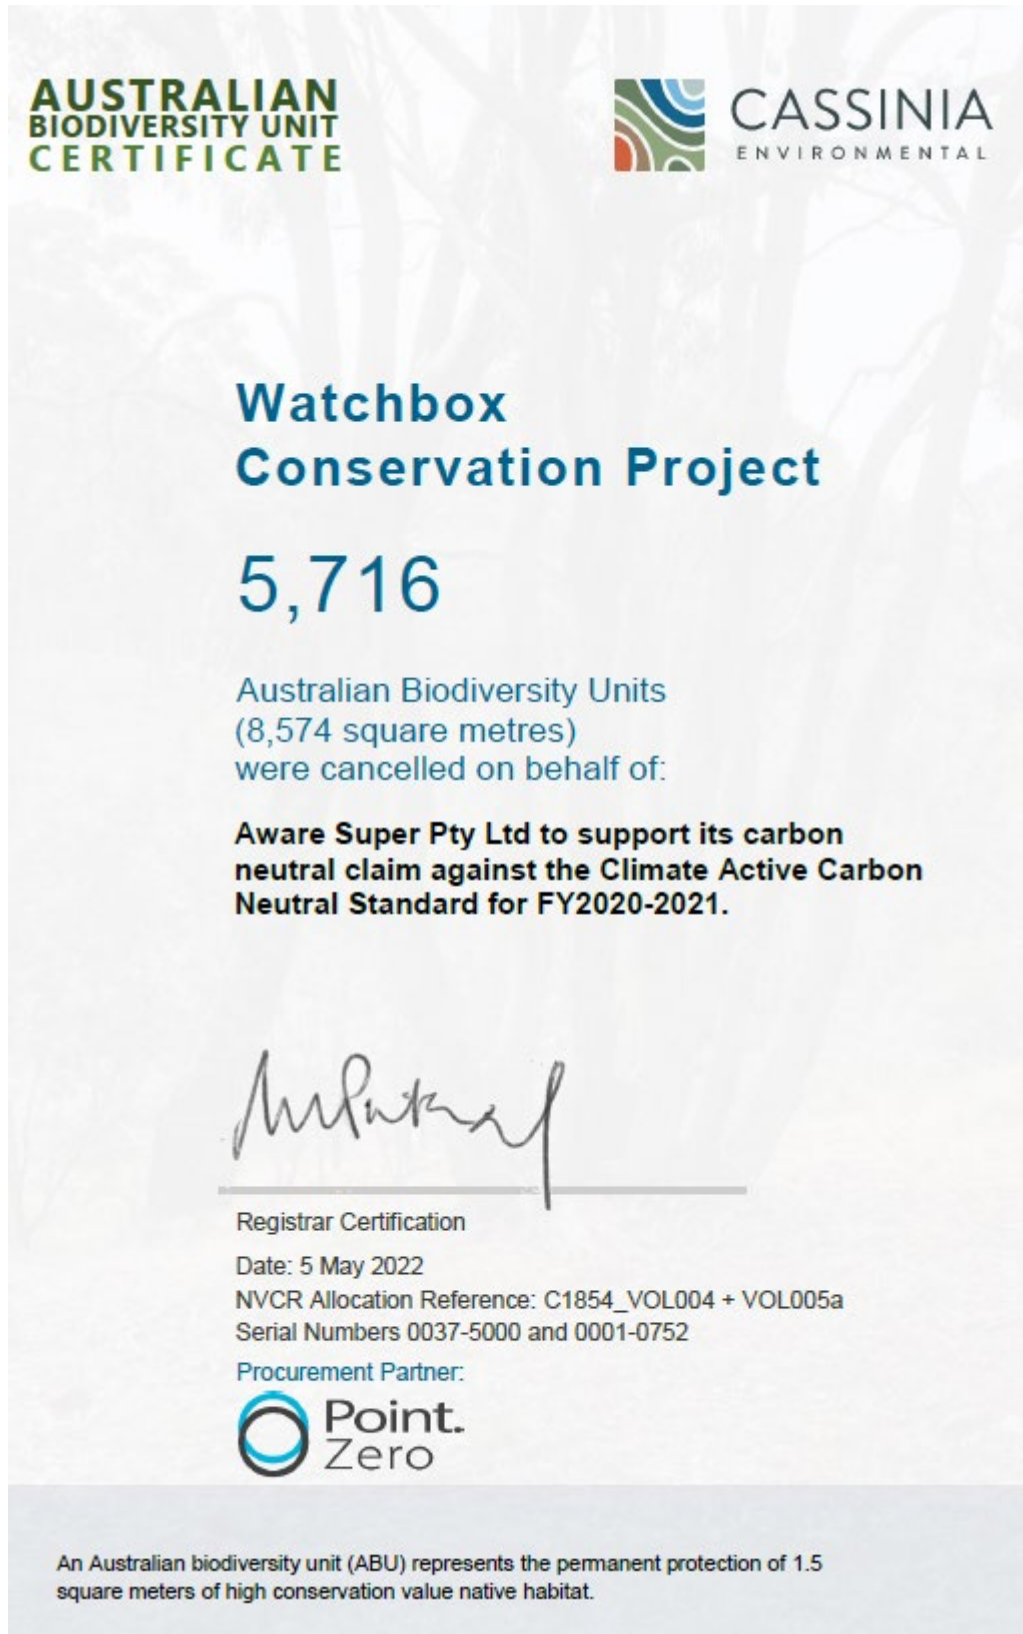 AUSTRALIAN
BIODIVERSITY UNIT
CERTIFICATE
CASSINIA
ENVIRONMENTAL
Watchbox
Conservation Project
5,716
Australian Biodiversity Units
(8,574 square metres)
were cancelled on behalf of:
Aware Super Pty Ltd to support its carbon
neutral claim against the Climate Active Carbon
Neutral Standard for FY2020-2021.
Registrar Certification
Date: 5 May 2022
NVCR Allocation Reference: C1854_VOL004 + VOL005a
Serial Numbers 0037-5000 and 0001-0752
Procurement Partner:
Point.
Zero
An Australian biodiversity unit (ABU) represents the permanent protection of 1.5
square meters of high conservation value native habitat.